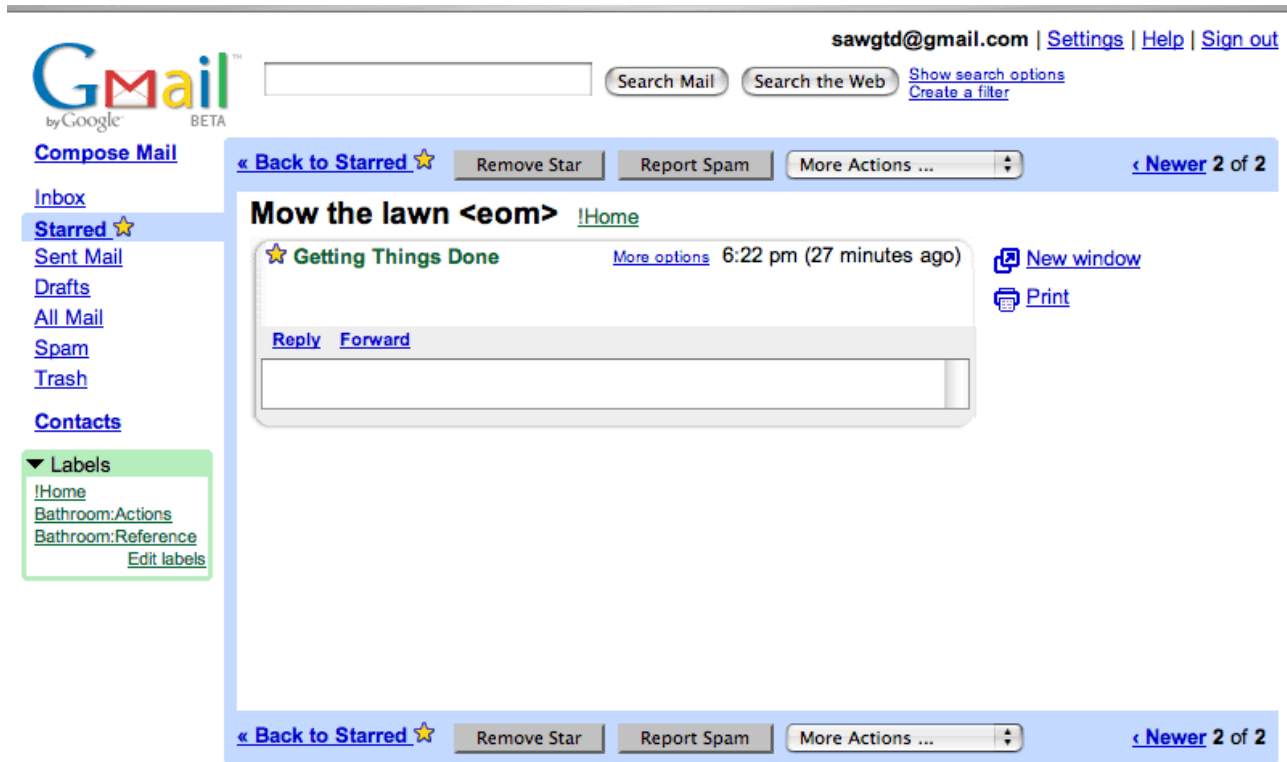 sawgtd@gmail.com | Settings | Help | Sign out
GMail™
by Google BETA
Search Mail Search the Web Show search options
Create a filter
Compose Mail
Inbox
Starred
Sent Mail
Drafts
All Mail
Spam
Trash
Contacts
▼ Labels
!Home
Bathroom:Actions
Bathroom:Reference
Edit labels
« Back to Starred Remove Star Report Spam More Actions ... ‹ Newer 2 of 2
Mow the lawn <eom> !Home
Getting Things Done More options 6:22 pm (27 minutes ago)
Reply Forward
New window
Print
« Back to Starred Remove Star Report Spam More Actions ... ‹ Newer 2 of 2